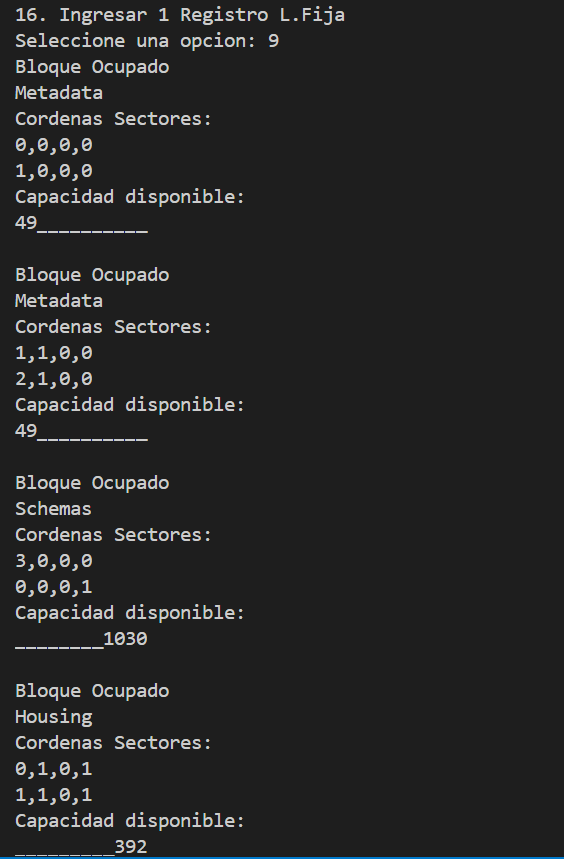 16. Ingresar 1 Registro L.Fija
Seleccione una opcion: 9
Bloque Ocupado
Metadata
Cordenas Sectores:
0,0,0,0
1,0,0,0
Capacidad disponible:
49__________
Bloque Ocupado
Metadata
Cordenas Sectores:
1,1,0,0
2,1,0,0
Capacidad disponible:
49__________
Bloque Ocupado
Schemas
Cordenas Sectores:
3,0,0,0
0,0,0,1
Capacidad disponible:
________1030
Bloque Ocupado
Housing
Cordenas Sectores:
0,1,0,1
1,1,0,1
Capacidad disponible:
_________392